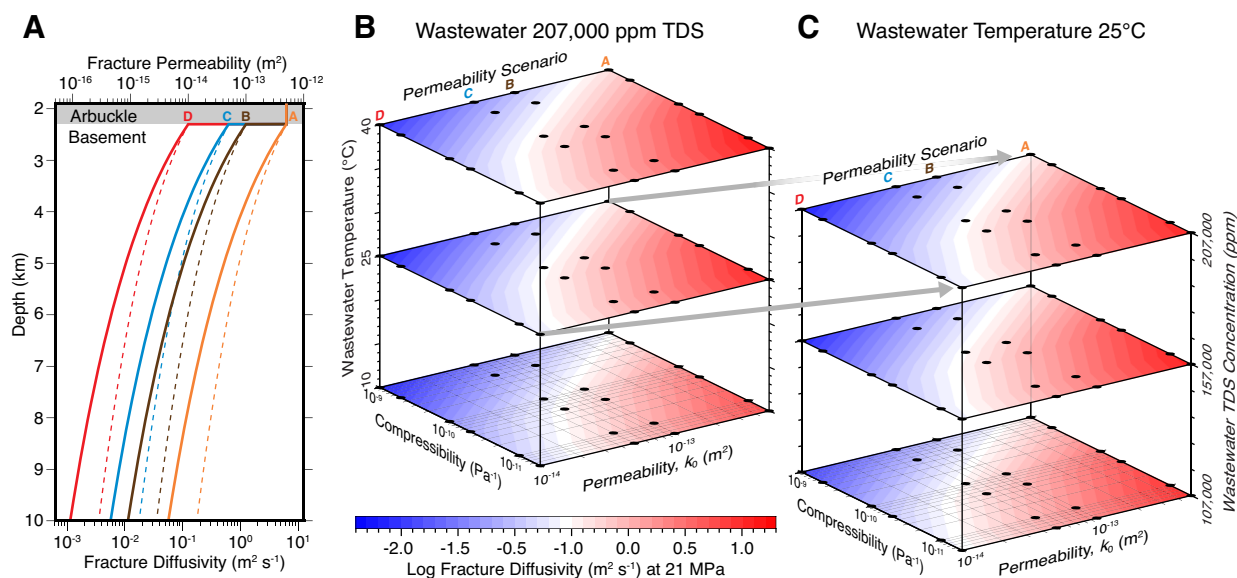 A
Fracture Permeability (m²)
10⁻¹⁶ 10⁻¹⁵ 10⁻¹⁴ 10⁻¹³ 10⁻¹²
Arbuckle
Basement
D C B A
Depth (km)
2
3
4
5
6
7
8
9
10
10⁻³ 10⁻² 10⁻¹ 10⁰ 10¹
Fracture Diffusivity (m² s⁻¹)
B Wastewater 207,000 ppm TDS
Permeability Scenario
D C B A
Wastewater Temperature (°C)
40
25
10
10⁻⁹ 10⁻¹⁰ 10⁻¹¹
Compressibility (Pa⁻¹)
10⁻¹⁴ 10⁻¹³
Permeability, k₀ (m²)
-2.0 -1.5 -1.0 -0.5 0.0 0.5 1.0
Log Fracture Diffusivity (m² s⁻¹) at 21 MPa
C Wastewater Temperature 25°C
Permeability Scenario
D C B A
Wastewater TDS Concentration (ppm)
207,000
157,000
107,000
10⁻⁹ 10⁻¹⁰ 10⁻¹¹
Compressibility (Pa⁻¹)
10⁻¹⁴ 10⁻¹³
Permeability, k₀ (m²)